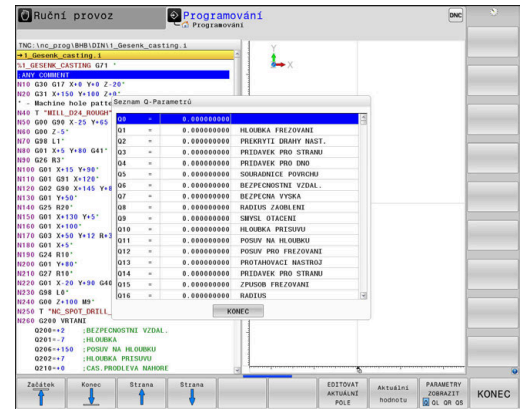 Ruční provoz
Programování
Programování
DNC
TNC:\nc_prog\BHB\DIN\1_Gesenk_casting.i
→1_Gesenk_casting.i
%1_GESENK_CASTING G71 *
;ANY COMMENT
N10 G30 G17 X+0 Y+0 Z-20*
N20 G31 X+150 Y+100 Z+0*
* - Machine hole patte
N40 T "MILL_D24_ROUGH"
N50 G00 G90 X-25 Y+65
N60 G00 Z-5*
N70 G98 L1*
N80 G01 X+5 Y+80 G41*
N90 G26 R3*
N100 G01 X+15 Y+90*
N110 G01 G91 X+120*
N120 G02 G90 X+145 Y+8
N130 G01 Y+50*
N140 G25 R20*
N150 G01 X+130 Y+5*
N160 G01 X+100*
N170 G03 X+50 Y+12 R+3
N180 G01 X+5*
N190 G24 R18*
N200 G01 Y+80*
N210 G27 R10*
N220 G01 X-20 Y+90 G40
N230 G98 L0*
N240 G00 Z+100 M9*
N250 T "NC_SPOT_DRILL_
N260 G200 VRTANI
Q200=+2 ;BEZPECNOSTNI VZDAL.
Q201=-7 ;HLOUBKA
Q206=+150 ;POSUV NA HLOUBKU
Q202=+7 ;HLOUBKA PRISUVU
Q210=+0 ;CAS.PRODLEVA NAHORE
Y
X
Seznam Q-Parametrů
Q0 = 0.000000000
Q1 = 0.000000000 HLOUBKA FREZOVANI
Q2 = 0.000000000 PREKRYTI DRAHY NAST.
Q3 = 0.000000000 PRIDAVEK PRO STRANU
Q4 = 0.000000000 PRIDAVEK PRO DNO
Q5 = 0.000000000 SOURADNICE POVRCHU
Q6 = 0.000000000 BEZPECNOSTNI VZDAL.
Q7 = 0.000000000 BEZPECNA VYSKA
Q8 = 0.000000000 RADIUS ZAOBLENI
Q9 = 0.000000000 SMYSL OTACENI
Q10 = 0.000000000 HLOUBKA PRISUVU
Q11 = 0.000000000 POSUV NA HLOUBKU
Q12 = 0.000000000 POSUV PRO FREZOVANI
Q13 = 0.000000000 PROTAHOVACI NASTROJ
Q14 = 0.000000000 PRIDAVEK PRO STRANU
Q15 = 0.000000000 ZPUSOB FREZOVANI
Q16 = 0.000000000 RADIUS
KONEC
Začátek
Konec
Strana
Strana
EDITOVAT
AKTUÁLNÍ
POLE
Aktuální
hodnotu
PARAMETRY
ZOBRAZIT
Q QL QR QS
KONEC